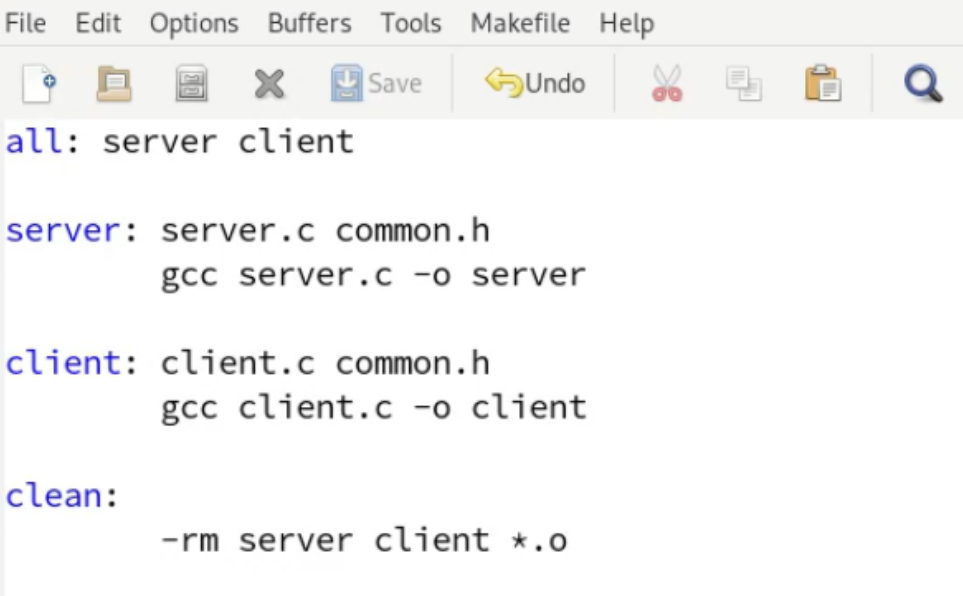 File Edit Options Buffers Tools Makefile Help
Save Undo
all: server client
server: server.c common.h
gcc server.c -o server
client: client.c common.h
gcc client.c -o client
clean:
-rm server client *.o